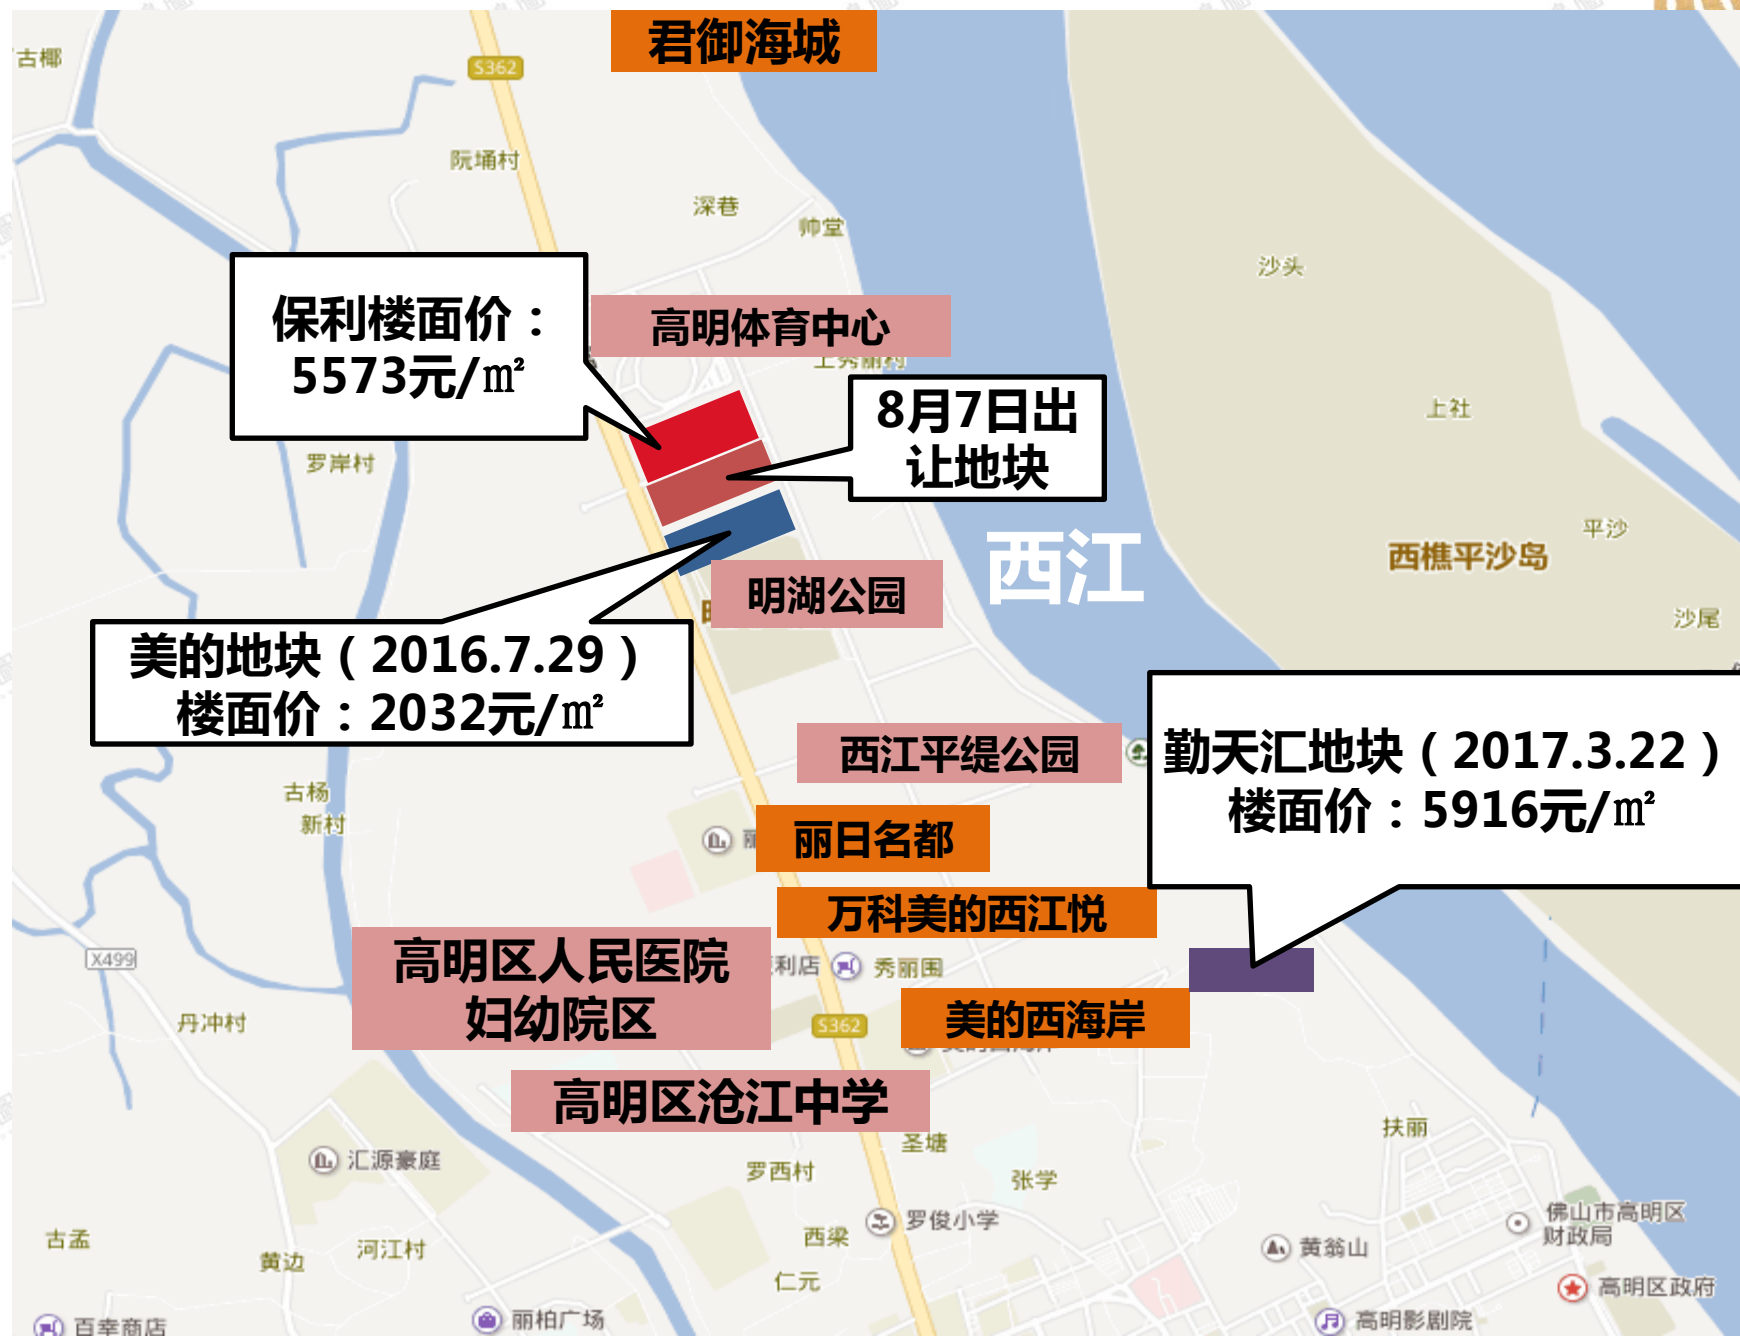 君御海城
古椰
S362
阮埇村
深巷
帅堂
沙头
保利楼面价：
5573元/㎡
高明体育中心
上秀丽村
8月7日出
让地块
上社
罗岸村
平沙
西江
西樵平沙岛
明湖公园
沙尾
美的地块（2016.7.29）
楼面价：2032元/㎡
西江平缇公园
勤天汇地块（2017.3.22）
楼面价：5916元/㎡
古杨
新村
丽日名都
万科美的西江悦
高明区人民医院
妇幼院区
X499
利店
秀丽围
丹冲村
S362
美的西海岸
高明区沧江中学
扶丽
圣塘
汇源豪庭
罗西村
张学
罗俊小学
佛山市高明区
财政局
古孟
黄边
河江村
西梁
黄翁山
仁元
高明区政府
百幸商店
丽柏广场
高明影剧院